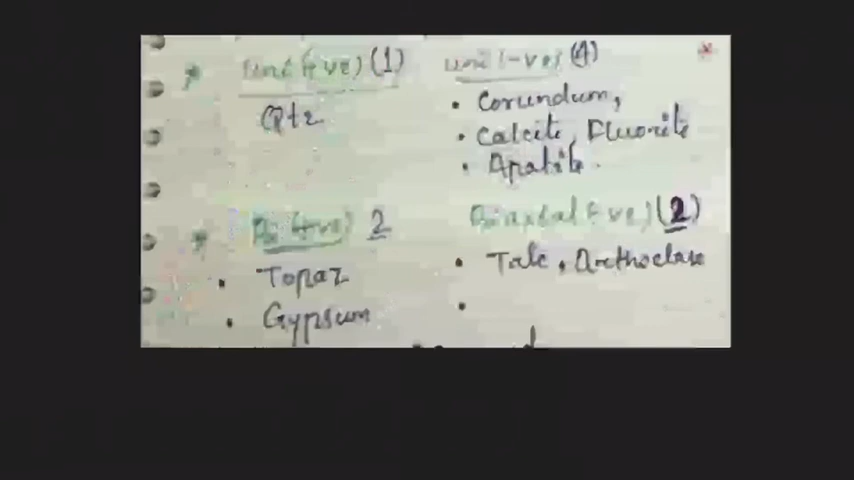 uni(+ve)(1) uni(-ve)(4)
Qtz
• Corundum,
• Calcite, Fluorite
• Apatite.
Bi(+ve) 2 Biaxial(-ve)(2)
• Topaz
• Gypsum
• Talc, Orthoclase
•